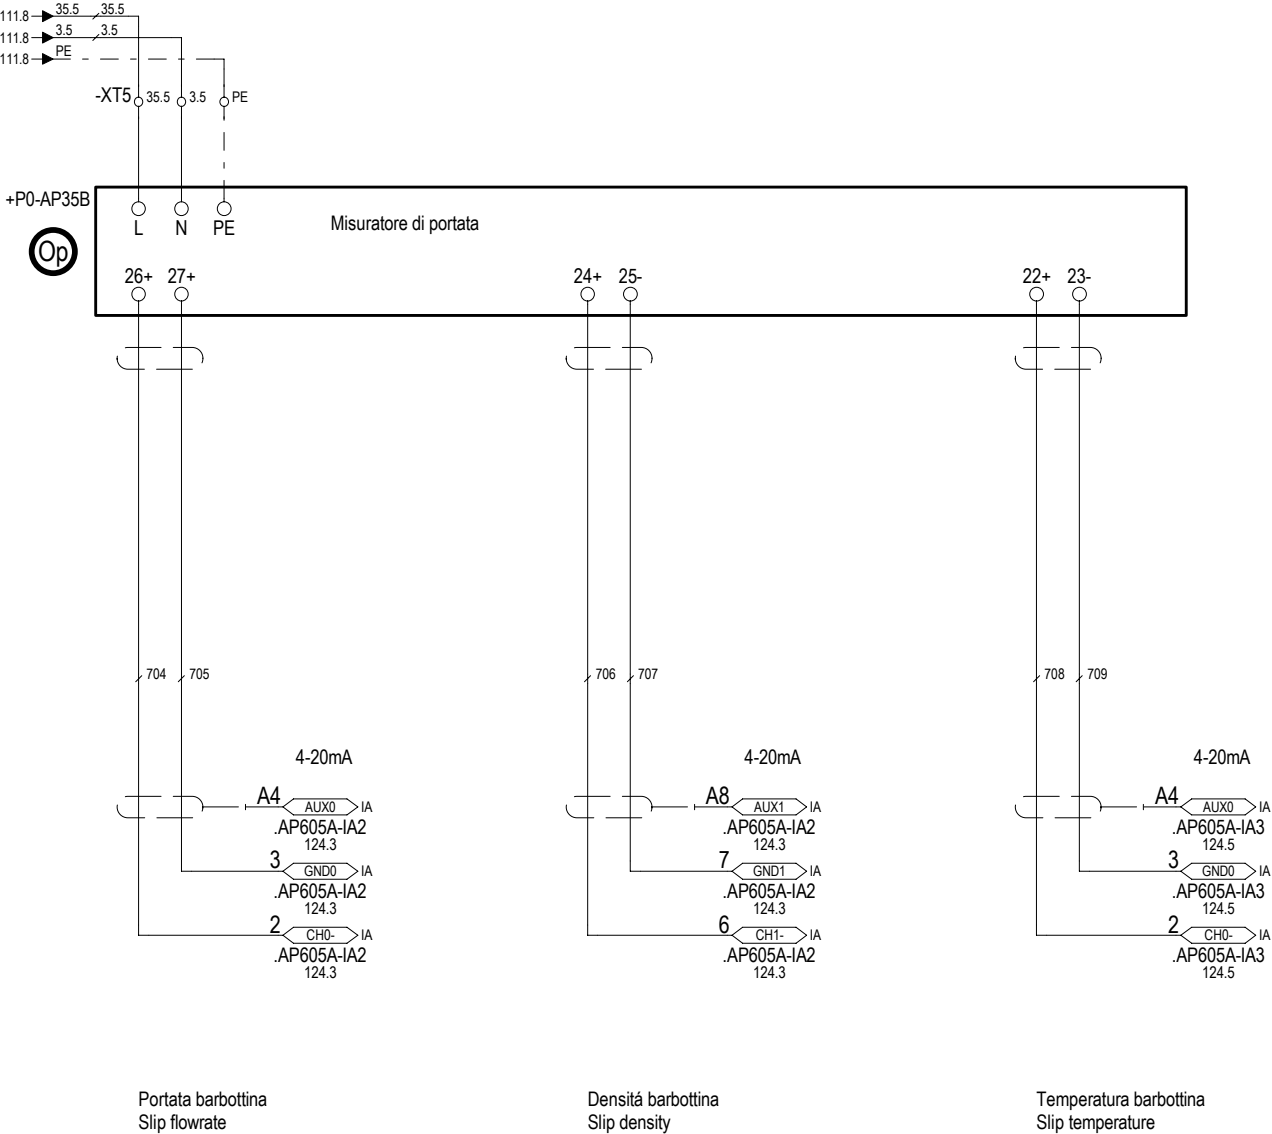 111.8 35.5 35.5
111.8 3.5 3.5
111.8 PE
-XT5 35.5 3.5 PE
+P0-AP35B
L N PE
Misuratore di portata
Op
26+ 27+ 24+ 25- 22+ 23-
704 705 706 707 708 709
4-20mA 4-20mA 4-20mA
A4 AUX0 IA A8 AUX1 IA A4 AUX0 IA
.AP605A-IA2 .AP605A-IA2 .AP605A-IA3
124.3 124.3 124.5
3 GND0 IA 7 GND1 IA 3 GND0 IA
.AP605A-IA2 .AP605A-IA2 .AP605A-IA3
124.3 124.3 124.5
2 CH0- IA 6 CH1- IA 2 CH0- IA
.AP605A-IA2 .AP605A-IA2 .AP605A-IA3
124.3 124.3 124.5
Portata barbottina Densitá barbottina Temperatura barbottina
Slip flowrate Slip density Slip temperature